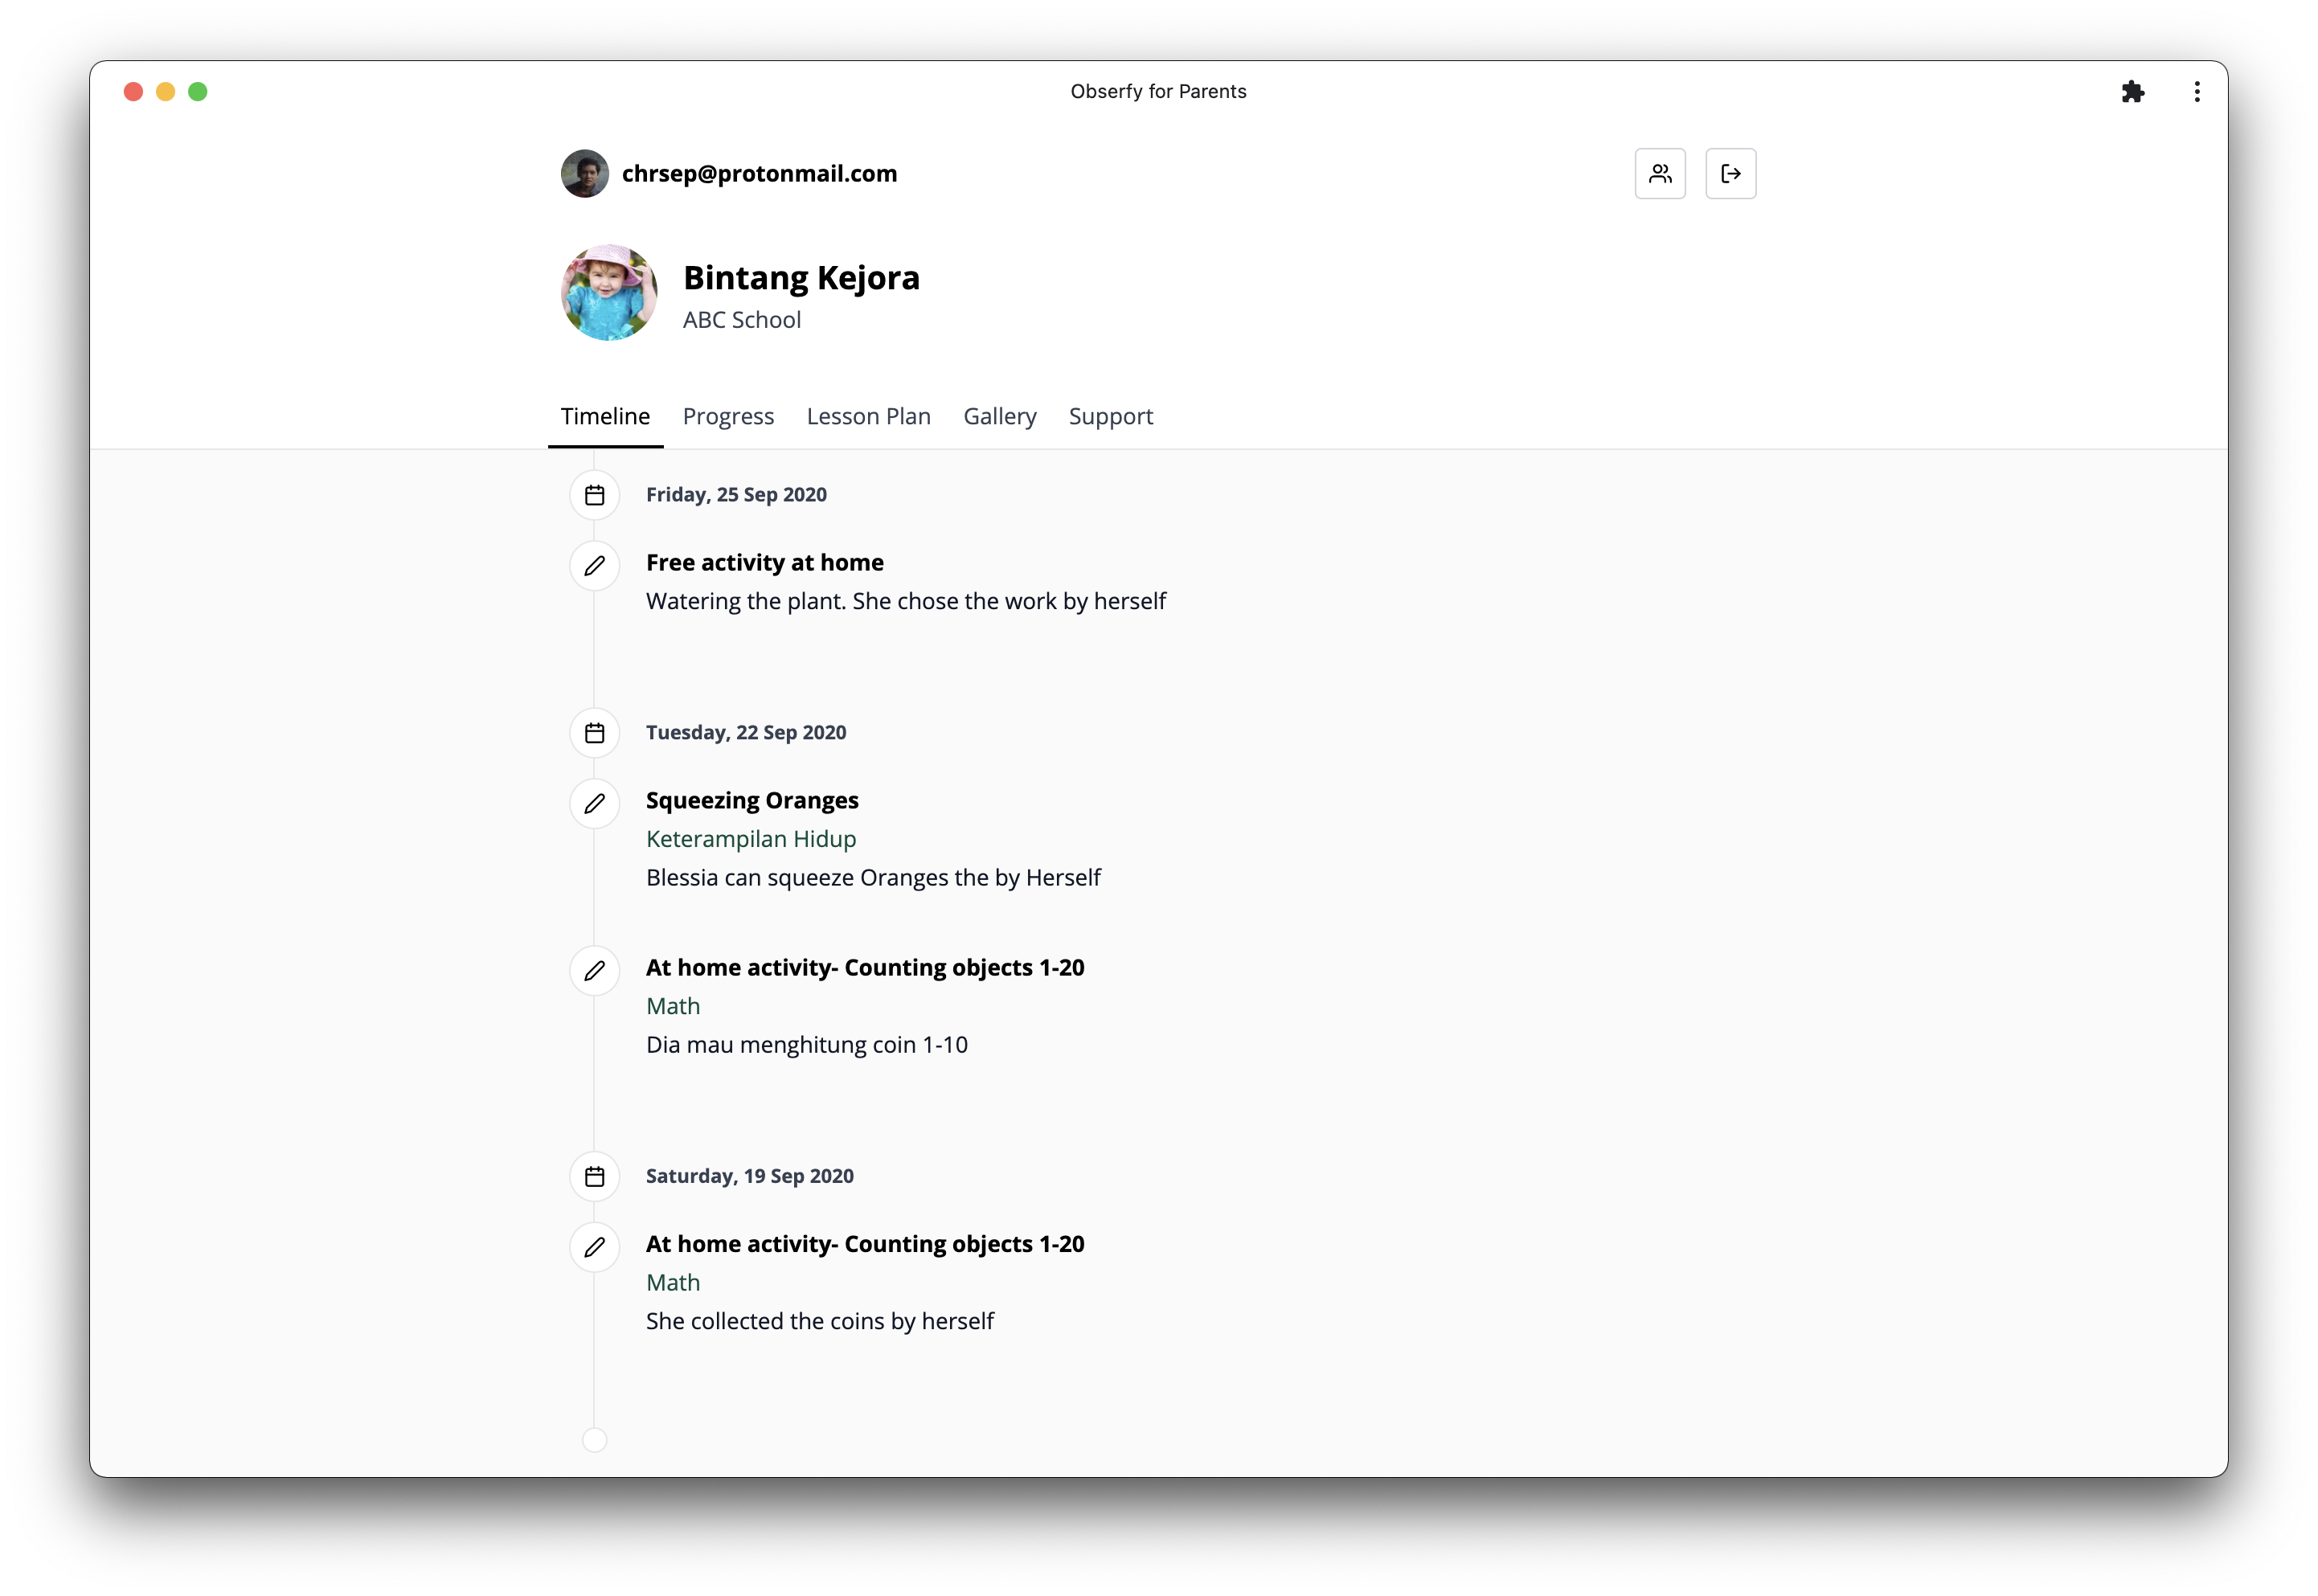 Obserfy for Parents
chrsep@protonmail.com
Bintang Kejora
ABC School
Timeline Progress Lesson Plan Gallery Support
Friday, 25 Sep 2020
Free activity at home
Watering the plant. She chose the work by herself
Tuesday, 22 Sep 2020
Squeezing Oranges
Keterampilan Hidup
Blessia can squeeze Oranges the by Herself
At home activity- Counting objects 1-20
Math
Dia mau menghitung coin 1-10
Saturday, 19 Sep 2020
At home activity- Counting objects 1-20
Math
She collected the coins by herself